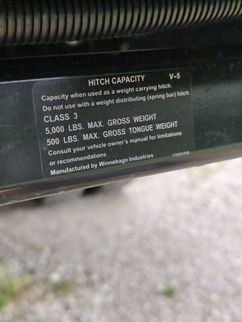 HITCH CAPACITY V-5
Capacity when used as a weight carrying hitch.
Do not use with a weight distributing (spring bar) hitch.
CLASS 3
5,000 LBS. MAX. GROSS WEIGHT
500 LBS. MAX. GROSS TONGUE WEIGHT
Consult your vehicle owner's manual for limitations
or recommendations
Manufactured by Winnebago Industries